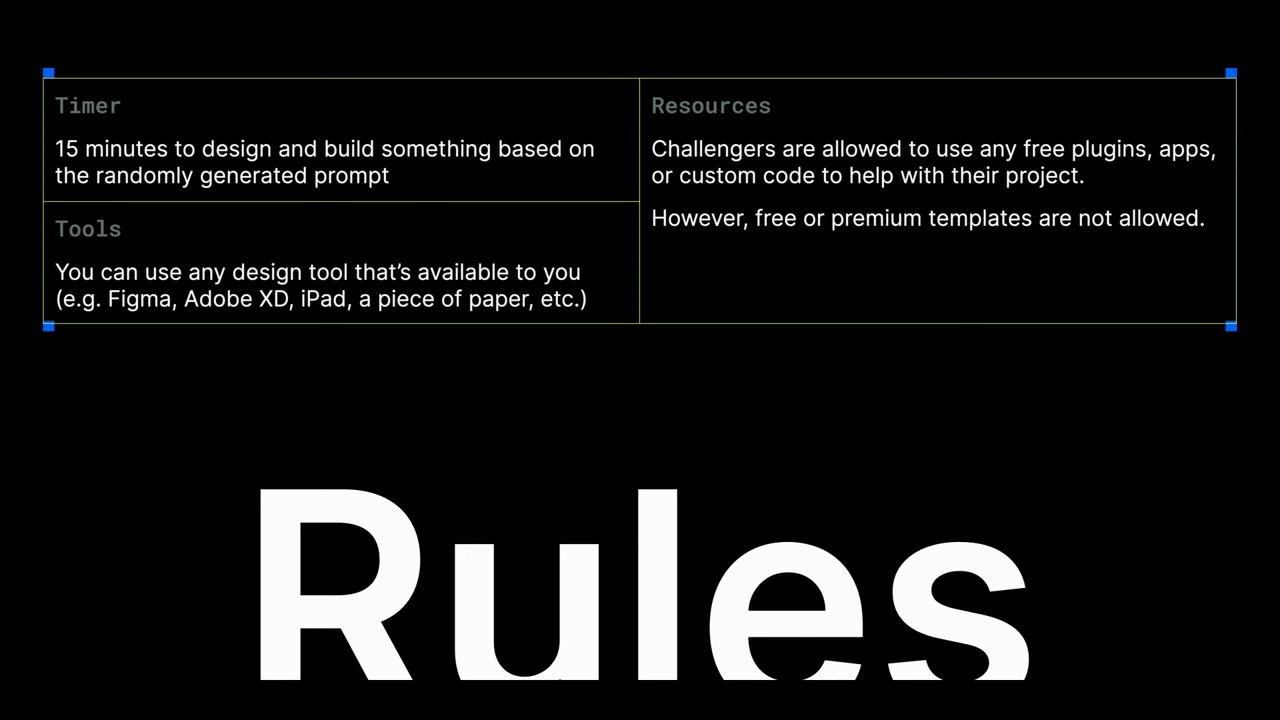 Timer
15 minutes to design and build something based on
the randomly generated prompt
Tools
You can use any design tool that’s available to you
(e.g. Figma, Adobe XD, iPad, a piece of paper, etc.)
Resources
Challengers are allowed to use any free plugins, apps,
or custom code to help with their project.
However, free or premium templates are not allowed.
Rules